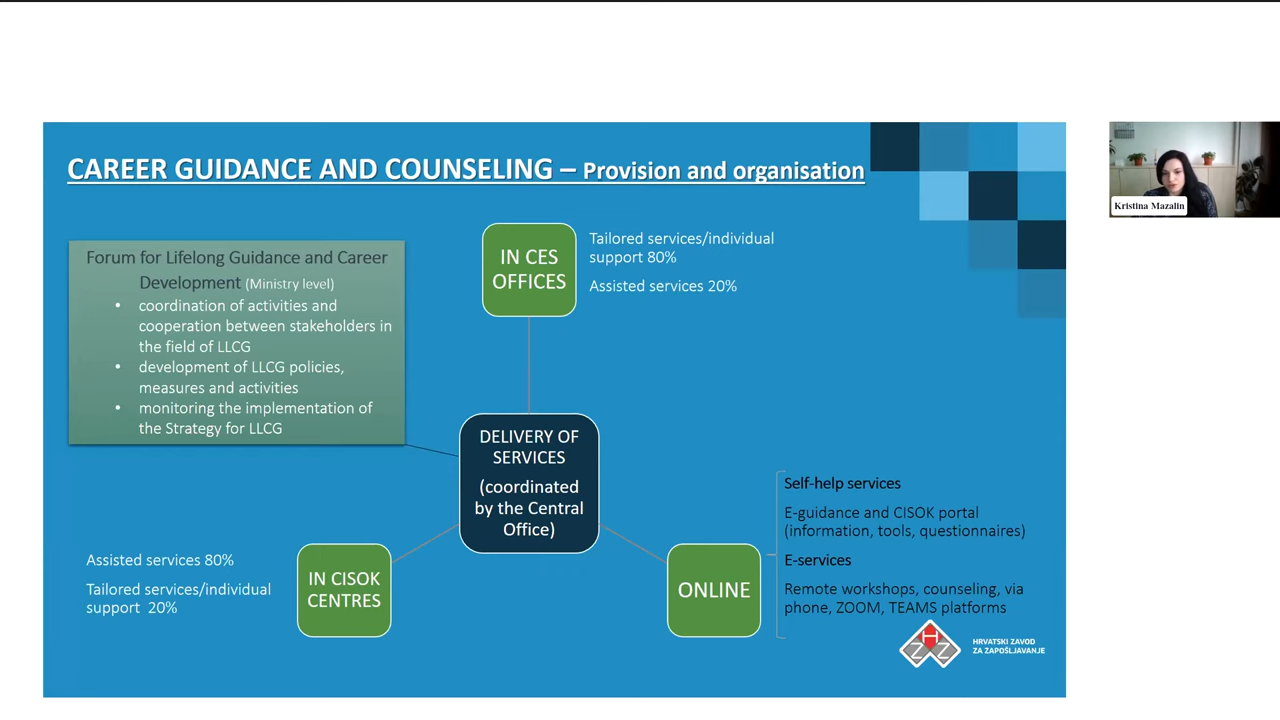 CAREER GUIDANCE AND COUNSELING – Provision and organisation
Forum for Lifelong Guidance and Career
Development (Ministry level)
• coordination of activities and
cooperation between stakeholders in
the field of LLCG
• development of LLCG policies,
measures and activities
• monitoring the implementation of
the Strategy for LLCG
IN CES
OFFICES
Tailored services/individual
support 80%
Assisted services 20%
DELIVERY OF
SERVICES
(coordinated
by the Central
Office)
Assisted services 80%
Tailored services/individual
support 20%
IN CISOK
CENTRES
ONLINE
Self-help services
E-guidance and CISOK portal
(information, tools, questionnaires)
E-services
Remote workshops, counseling, via
phone, ZOOM, TEAMS platforms
HZZ
HRVATSKI ZAVOD
ZA ZAPOŠLJAVANJE
Kristina Mazalin